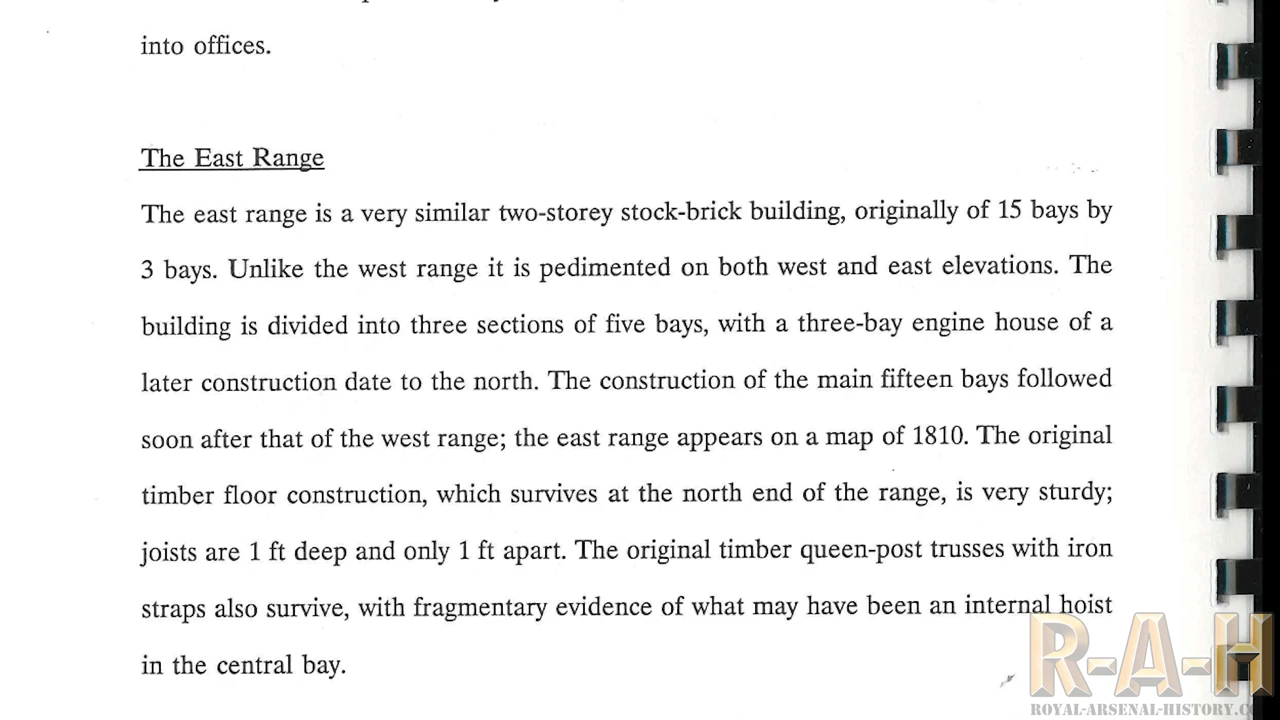 into offices.
The East Range
The east range is a very similar two-storey stock-brick building, originally of 15 bays by
3 bays. Unlike the west range it is pedimented on both west and east elevations. The
building is divided into three sections of five bays, with a three-bay engine house of a
later construction date to the north. The construction of the main fifteen bays followed
soon after that of the west range; the east range appears on a map of 1810. The original
timber floor construction, which survives at the north end of the range, is very sturdy;
joists are 1 ft deep and only 1 ft apart. The original timber queen-post trusses with iron
straps also survive, with fragmentary evidence of what may have been an internal hoist
in the central bay.
R-A-H
ROYAL-ARSENAL-HISTORY.CO